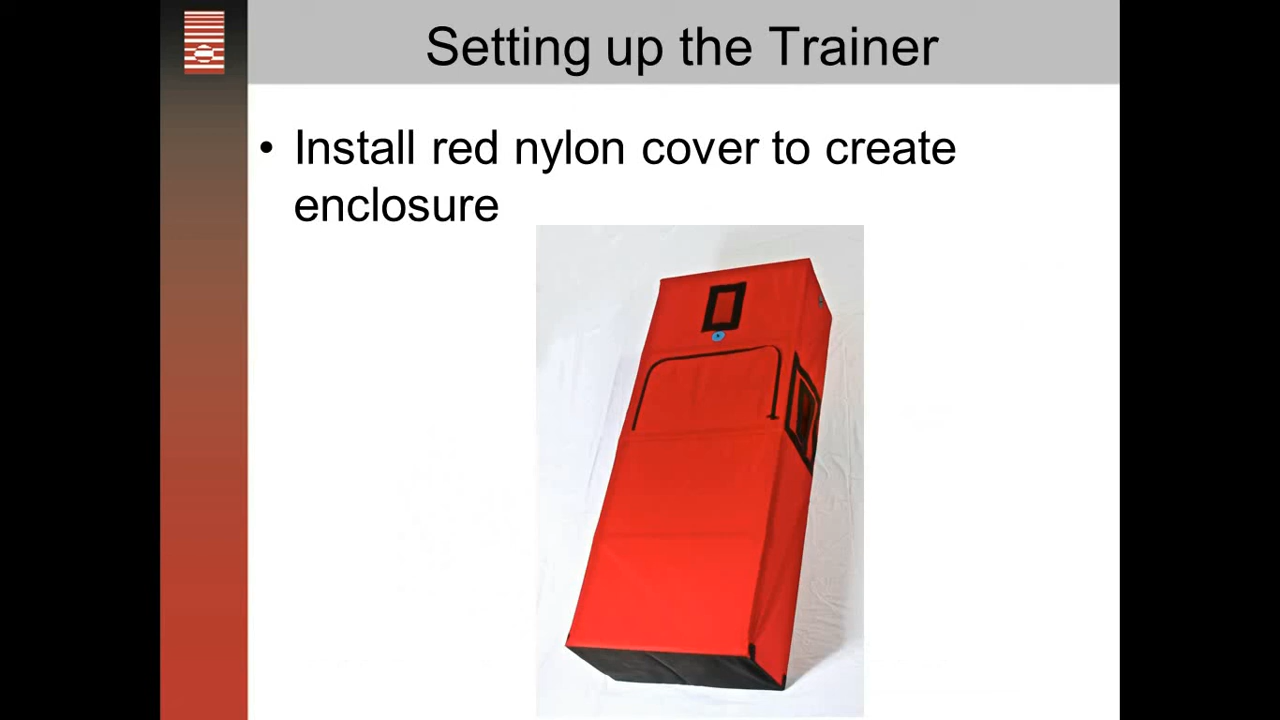 Setting up the Trainer
• Install red nylon cover to create
enclosure